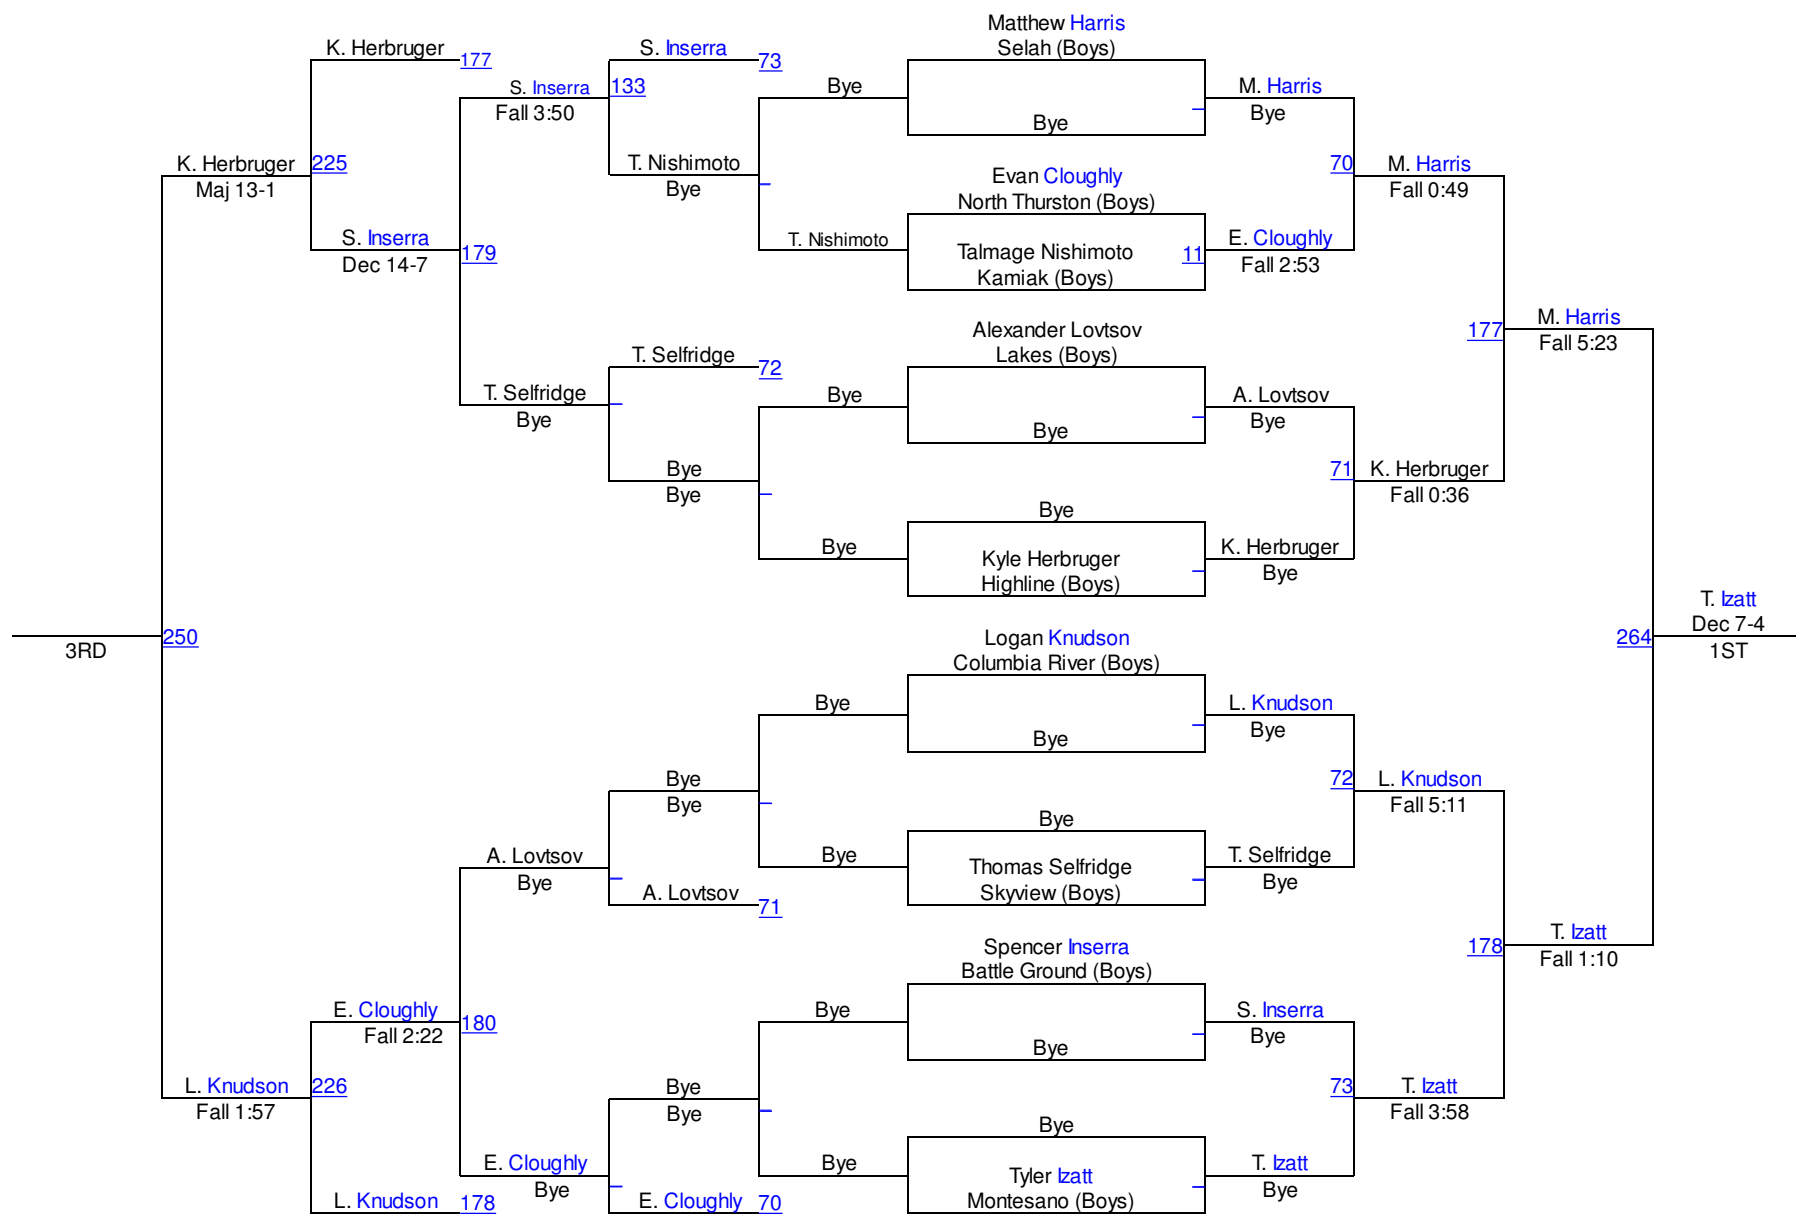 Matthew Harris
K. Herbruger
177
S. Inserra
73
Selah (Boys)
S. Inserra
133
Bye
M. Harris
Fall 3:50
Bye
Bye
K. Herbruger
225
T. Nishimoto
70
M. Harris
Maj 13-1
Bye
Evan Cloughly
Fall 0:49
North Thurston (Boys)
S. Inserra
T. Nishimoto
E. Cloughly
Dec 14-7
179
Talmage Nishimoto
11
Fall 2:53
Kamiak (Boys)
Alexander Lovtsov
177
M. Harris
T. Selfridge
72
Lakes (Boys)
Fall 5:23
T. Selfridge
Bye
A. Lovtsov
Bye
Bye
Bye
Bye
71
K. Herbruger
Bye
Fall 0:36
Bye
Bye
Kyle Herbruger
K. Herbruger
Highline (Boys)
Bye
T. Izatt
250
Logan Knudson
264
Dec 7-4
3RD
Columbia River (Boys)
1ST
Bye
L. Knudson
Bye
Bye
Bye
72
L. Knudson
Bye
Fall 5:11
Bye
A. Lovtsov
Bye
Thomas Selfridge
T. Selfridge
Bye
Skyview (Boys)
Bye
A. Lovtsov
71
Spencer Inserra
178
T. Izatt
Battle Ground (Boys)
Fall 1:10
E. Cloughly
180
Bye
S. Inserra
Fall 2:22
Bye
Bye
L. Knudson
226
Bye
73
T. Izatt
Fall 1:57
Bye
Fall 3:58
Bye
E. Cloughly
Bye
Tyler Izatt
T. Izatt
Bye
Bye
L. Knudson
178
E. Cloughly
70
Montesano (Boys)